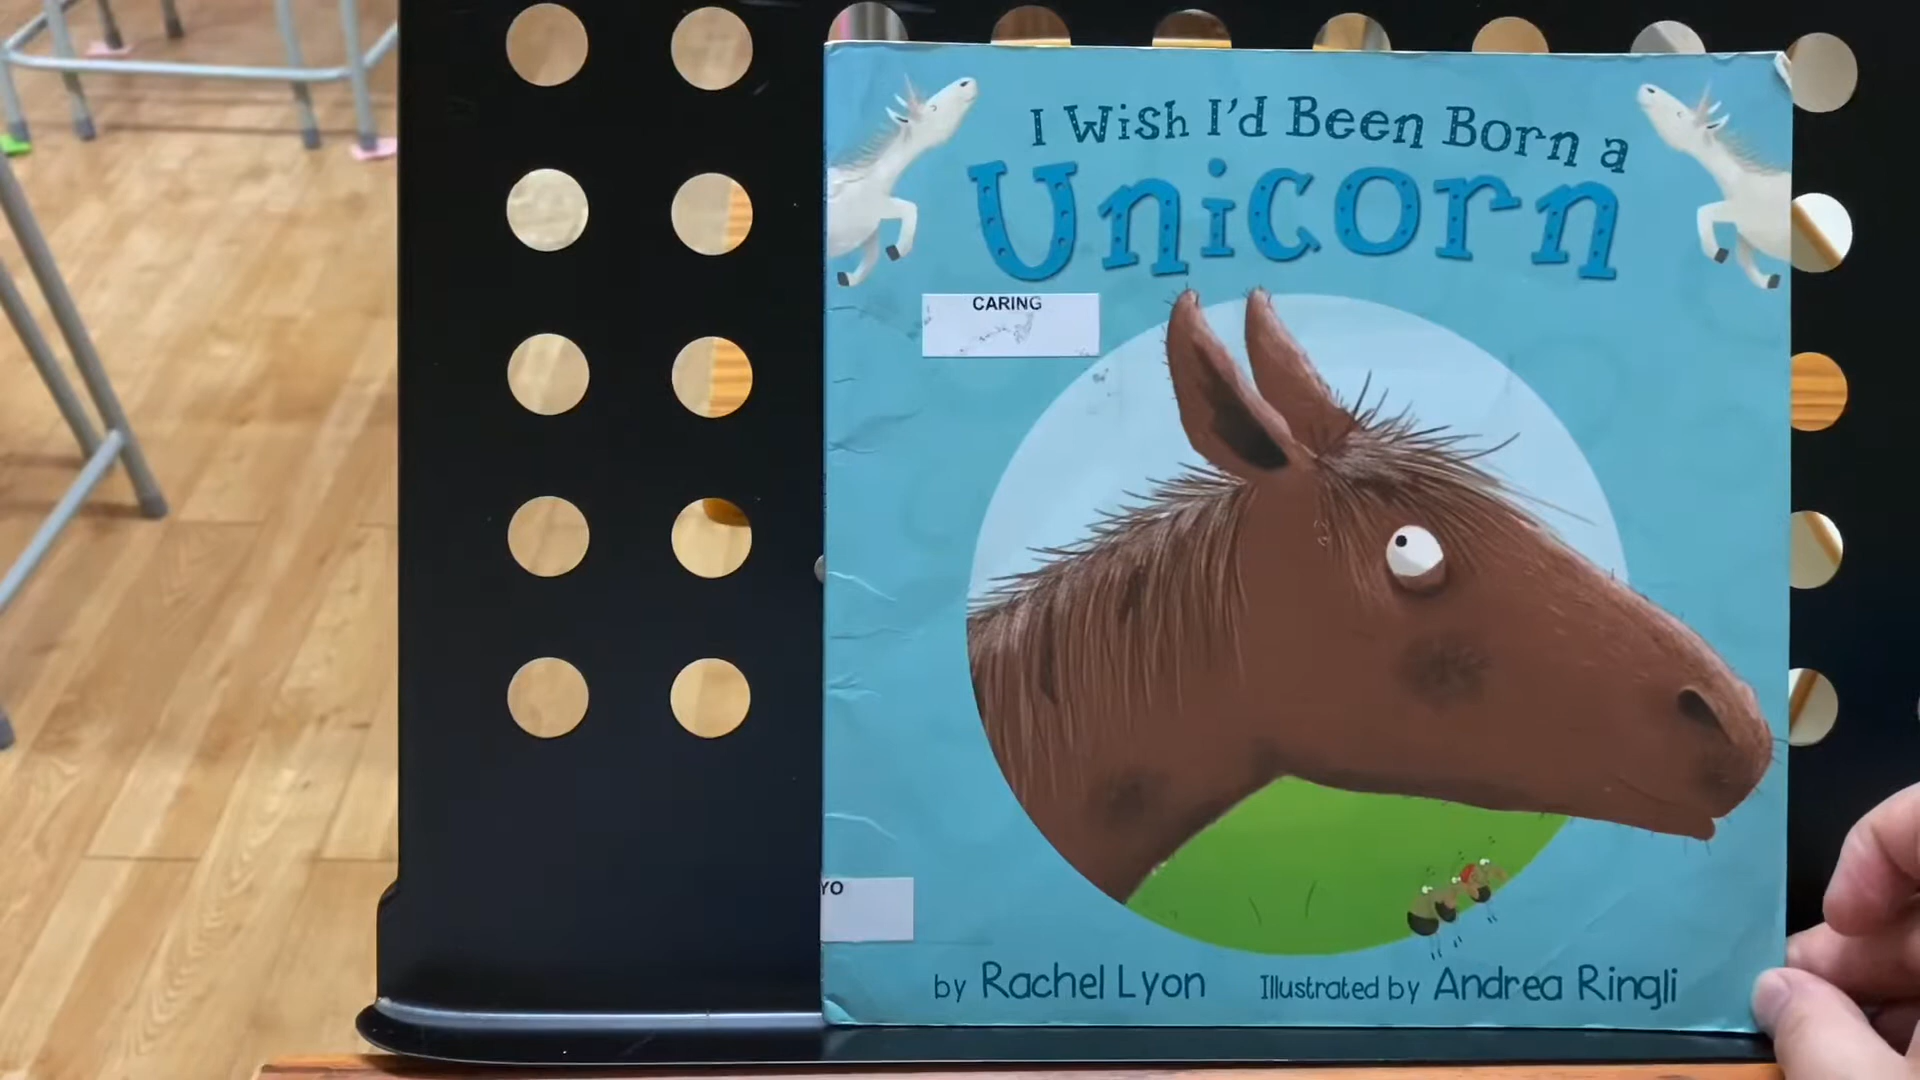 I Wish I'd Been Born a
Unicorn
CARING
YO
by Rachel Lyon
Illustrated by Andrea Ringli